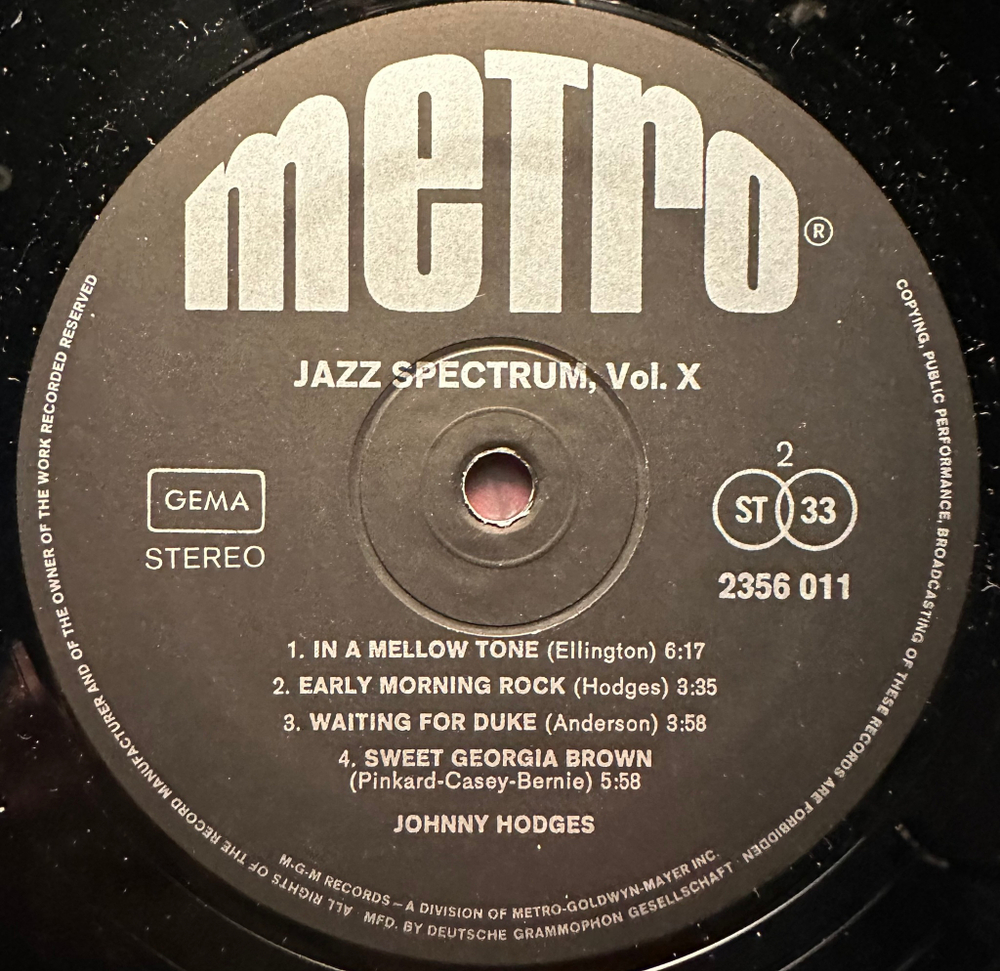 meTro ®
JAZZ SPECTRUM, Vol. X
GEMA
STEREO
2
ST 33
2356 011
1. IN A MELLOW TONE (Ellington) 6:17
2. EARLY MORNING ROCK (Hodges) 3:35
3. WAITING FOR DUKE (Anderson) 3:58
4. SWEET GEORGIA BROWN
(Pinkard-Casey-Bernie) 5:58
JOHNNY HODGES
M-G-M RECORDS – A DIVISION OF METRO-GOLDWYN-MAYER INC.
ALL RIGHTS OF THE RECORD MANUFACTURER AND OF THE OWNER OF THE WORK RECORDED RESERVED
COPYING, PUBLIC PERFORMANCE, BROADCASTING OF THESE RECORDS ARE FORBIDDEN
MFD. BY DEUTSCHE GRAMMOPHON GESELLSCHAFT